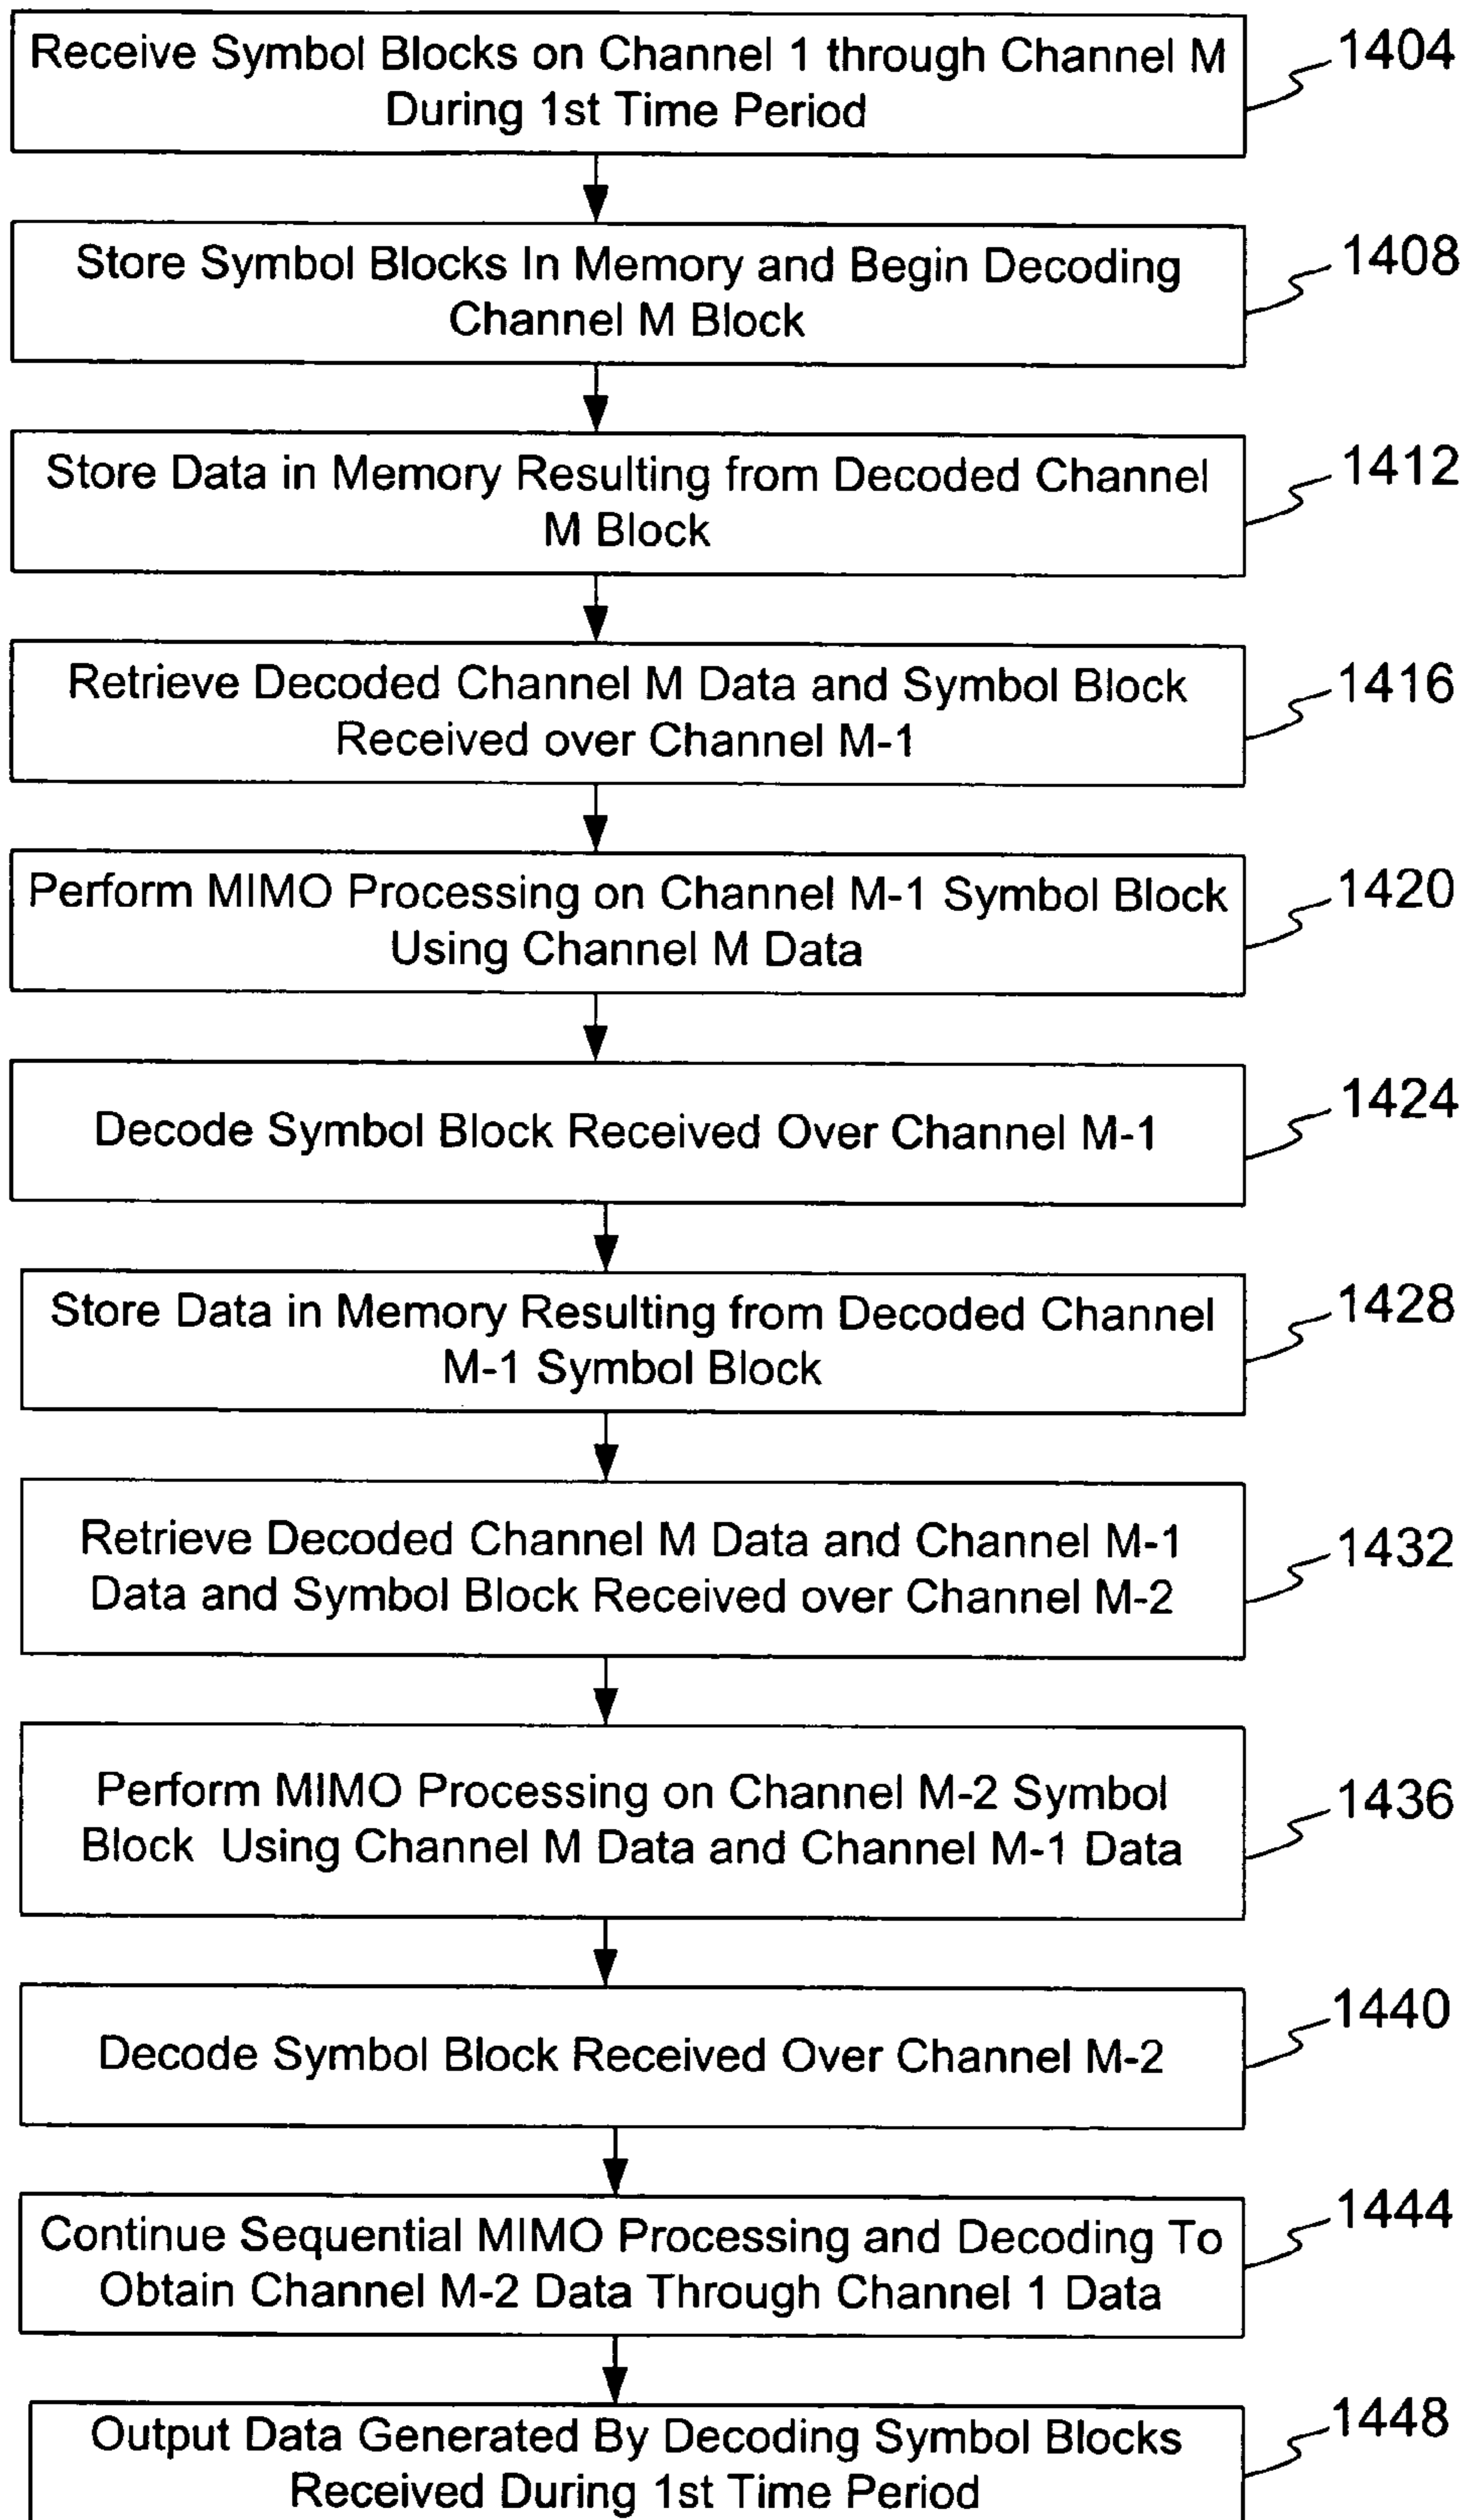 Receive Symbol Blocks on Channel 1 through Channel M
During 1st Time Period
1404
Store Symbol Blocks In Memory and Begin Decoding
Channel M Block
1408
Store Data in Memory Resulting from Decoded Channel
M Block
1412
Retrieve Decoded Channel M Data and Symbol Block
Received over Channel M-1
1416
Perform MIMO Processing on Channel M-1 Symbol Block
Using Channel M Data
1420
Decode Symbol Block Received Over Channel M-1
1424
Store Data in Memory Resulting from Decoded Channel
M-1 Symbol Block
1428
Retrieve Decoded Channel M Data and Channel M-1
Data and Symbol Block Received over Channel M-2
1432
Perform MIMO Processing on Channel M-2 Symbol
Block Using Channel M Data and Channel M-1 Data
1436
Decode Symbol Block Received Over Channel M-2
1440
Continue Sequential MIMO Processing and Decoding To
Obtain Channel M-2 Data Through Channel 1 Data
1444
Output Data Generated By Decoding Symbol Blocks
Received During 1st Time Period
1448